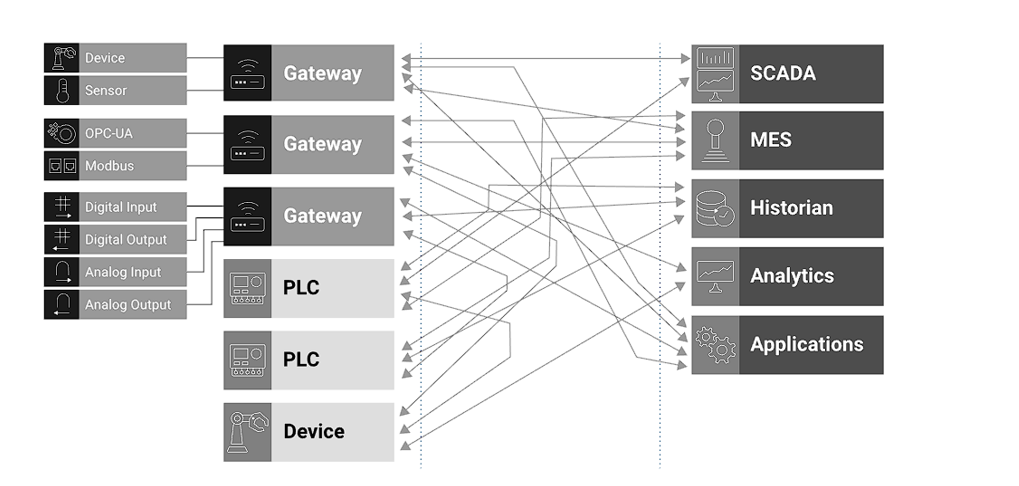 Device
Sensor
OPC-UA
Modbus
Digital Input
Digital Output
Analog Input
Analog Output
Gateway
Gateway
Gateway
PLC
PLC
Device
SCADA
MES
Historian
Analytics
Applications